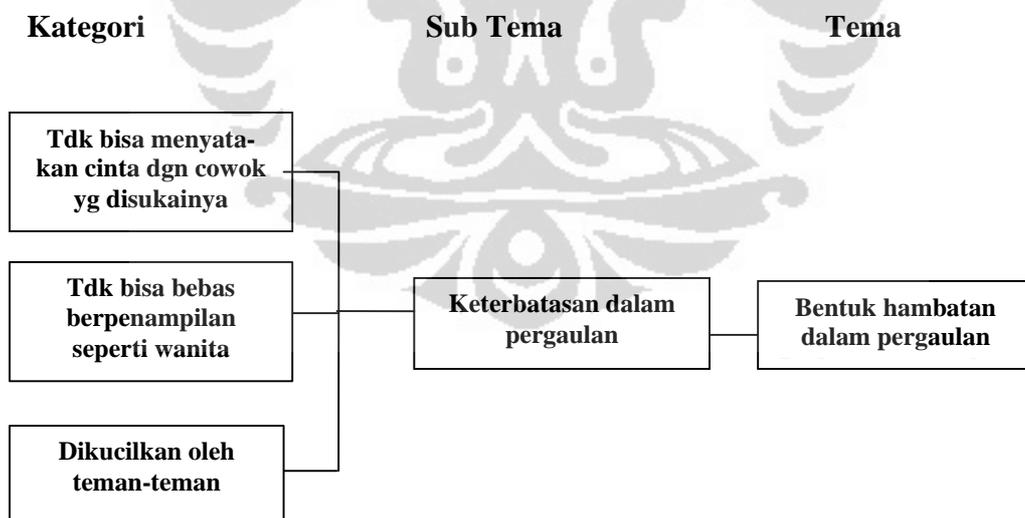 Kategori Sub Tema Tema
Tdk bisa menyata-
kan cinta dgn cowok
yg disukainya
Tdk bisa bebas
berpenampilan
seperti wanita
Dikucilkan oleh
teman-teman
Keterbatasan dalam
pergaulan
Bentuk hambatan
dalam pergaulan